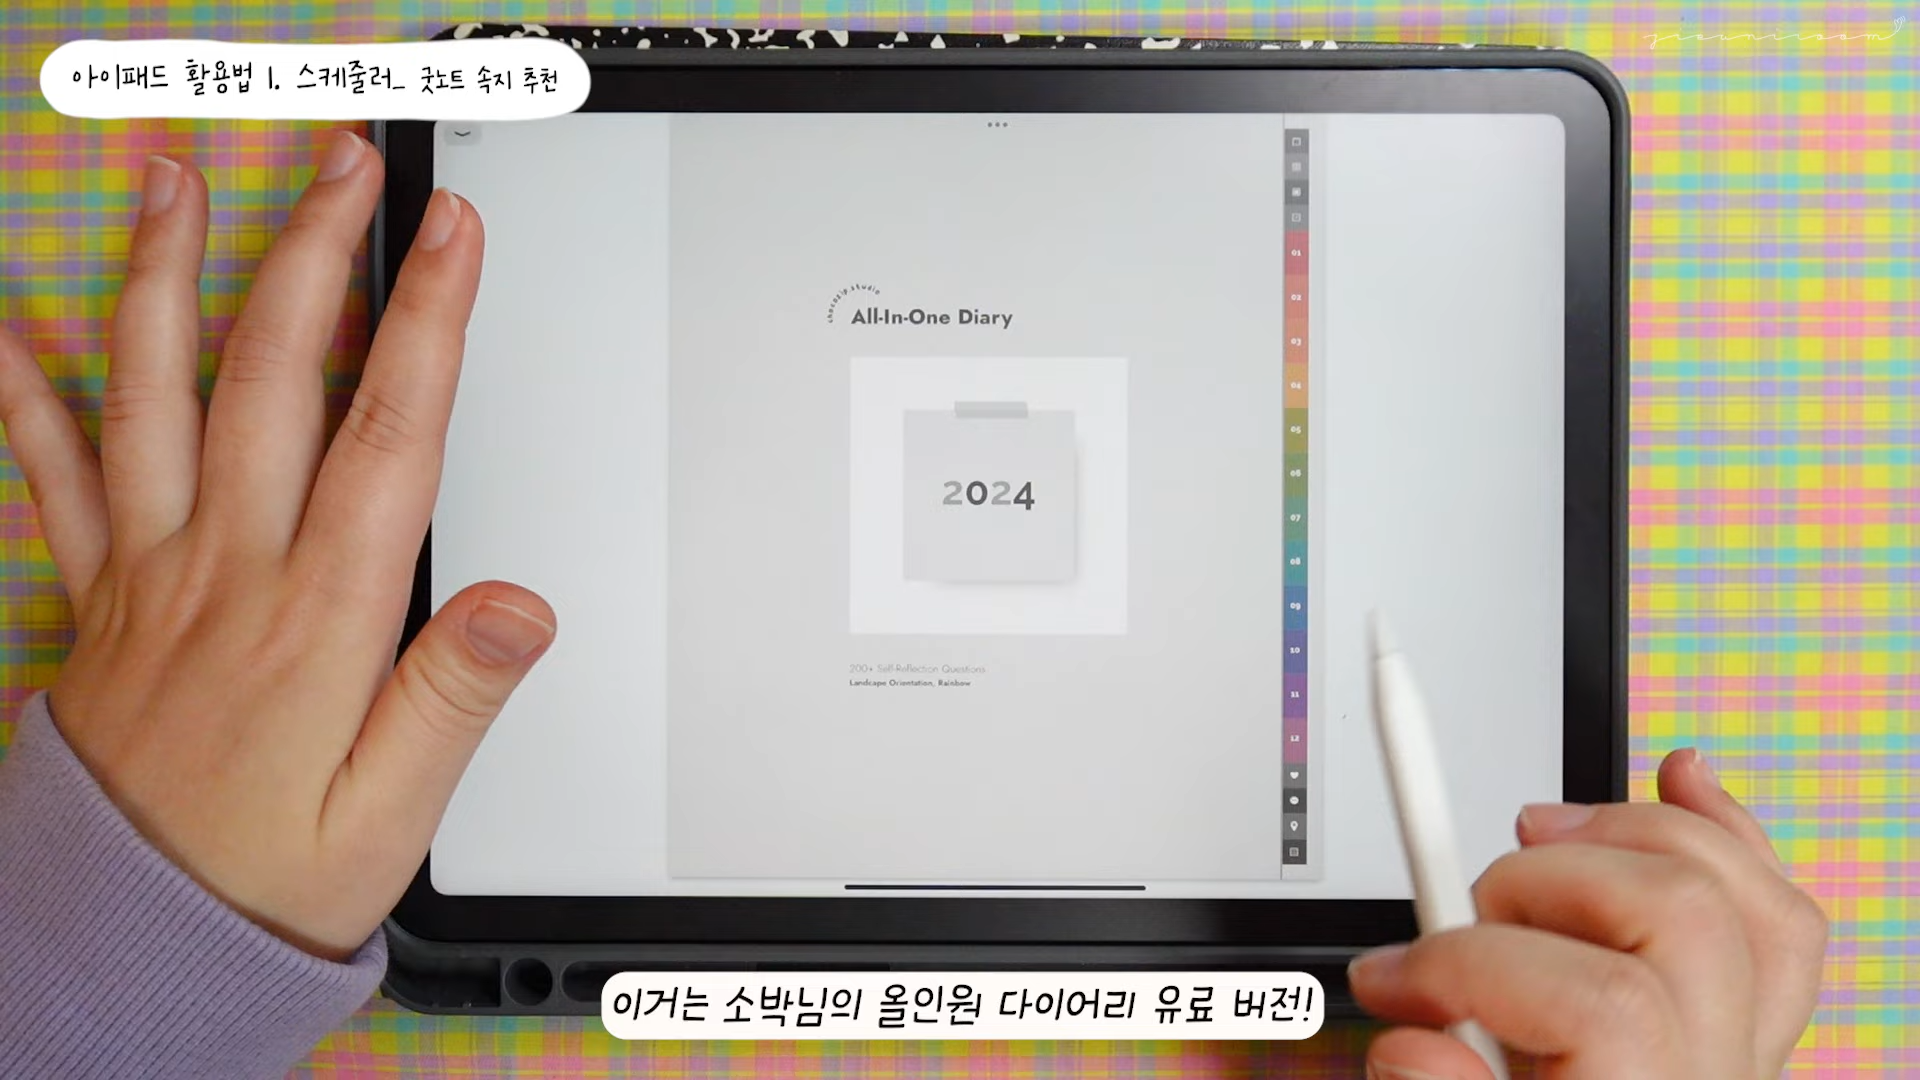 아이패드 활용법 1. 스케줄러_ 굿노트 속지 추천
jisuniroom
All-In-One Diary
2024
200+ Self-Reflection Questions
Landscape Orientation, Rainbow
01
02
03
04
05
06
07
08
09
10
11
12
이거는 소박님의 올인원 다이어리 유료 버전!